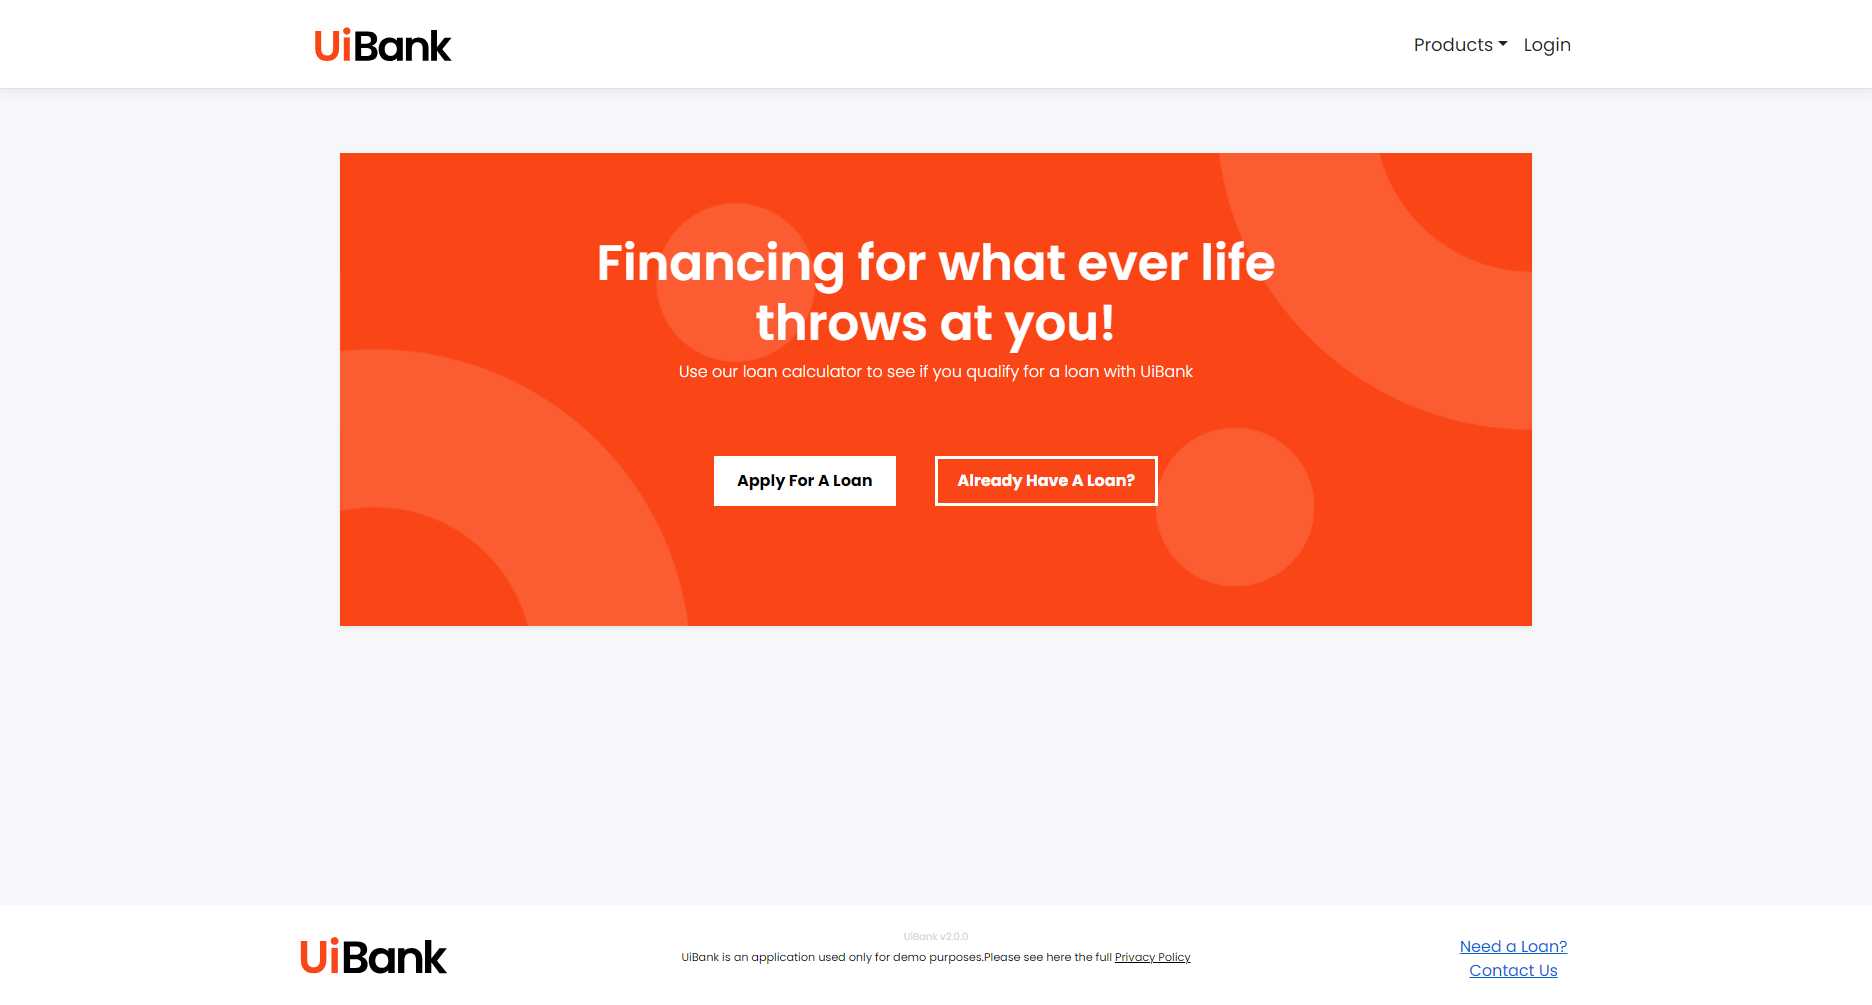 UiBank
Products Login
Financing for what ever life
throws at you!
Use our loan calculator to see if you qualify for a loan with UiBank
Apply For A Loan
Already Have A Loan?
UiBank
UiBank v2.0.0
UiBank is an application used only for demo purposes.Please see here the full Privacy Policy
Need a Loan?
Contact Us